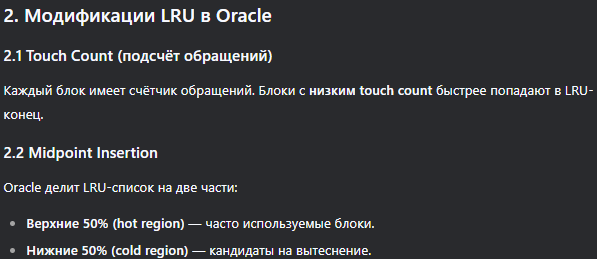 2. Модификации LRU в Oracle
2.1 Touch Count (подсчёт обращений)
Каждый блок имеет счётчик обращений. Блоки с низким touch count быстрее попадают в LRU-
конец.
2.2 Midpoint Insertion
Oracle делит LRU-список на две части:
• Верхние 50% (hot region) — часто используемые блоки.
• Нижние 50% (cold region) — кандидаты на вытеснение.